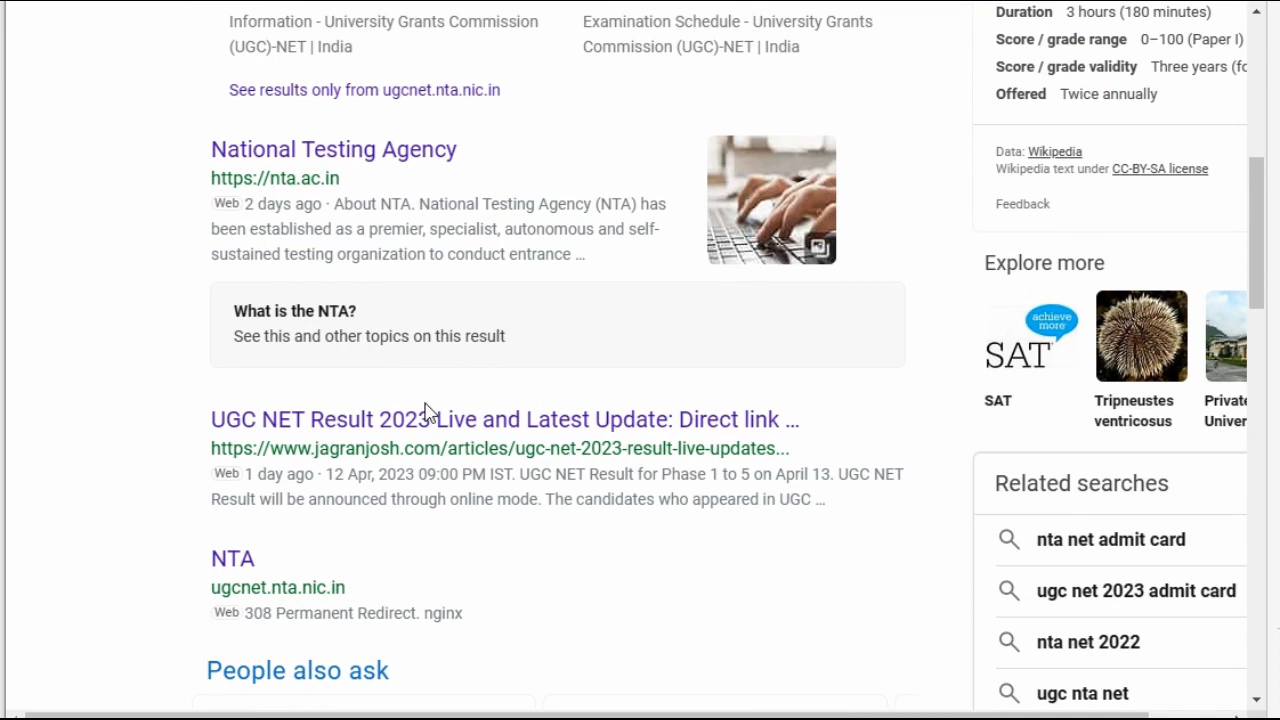 Information - University Grants Commission
(UGC)-NET | India
Examination Schedule - University Grants
Commission (UGC)-NET | India
See results only from ugcnet.nta.nic.in
National Testing Agency
https://nta.ac.in
Web 2 days ago · About NTA. National Testing Agency (NTA) has
been established as a premier, specialist, autonomous and self-
sustained testing organization to conduct entrance ...
What is the NTA?
See this and other topics on this result
UGC NET Result 2023 Live and Latest Update: Direct link ...
https://www.jagranjosh.com/articles/ugc-net-2023-result-live-updates...
Web 1 day ago · 12 Apr, 2023 09:00 PM IST. UGC NET Result for Phase 1 to 5 on April 13. UGC NET
Result will be announced through online mode. The candidates who appeared in UGC ...
NTA
ugcnet.nta.nic.in
Web 308 Permanent Redirect. nginx
People also ask
Duration 3 hours (180 minutes)
Score / grade range 0–100 (Paper I)
Score / grade validity Three years (fo
Offered Twice annually
Data: Wikipedia
Wikipedia text under CC-BY-SA license
Feedback
Explore more
achieve
more
SAT
SAT
Tripneustes
ventricosus
Private
Univer
Related searches
nta net admit card
ugc net 2023 admit card
nta net 2022
ugc nta net